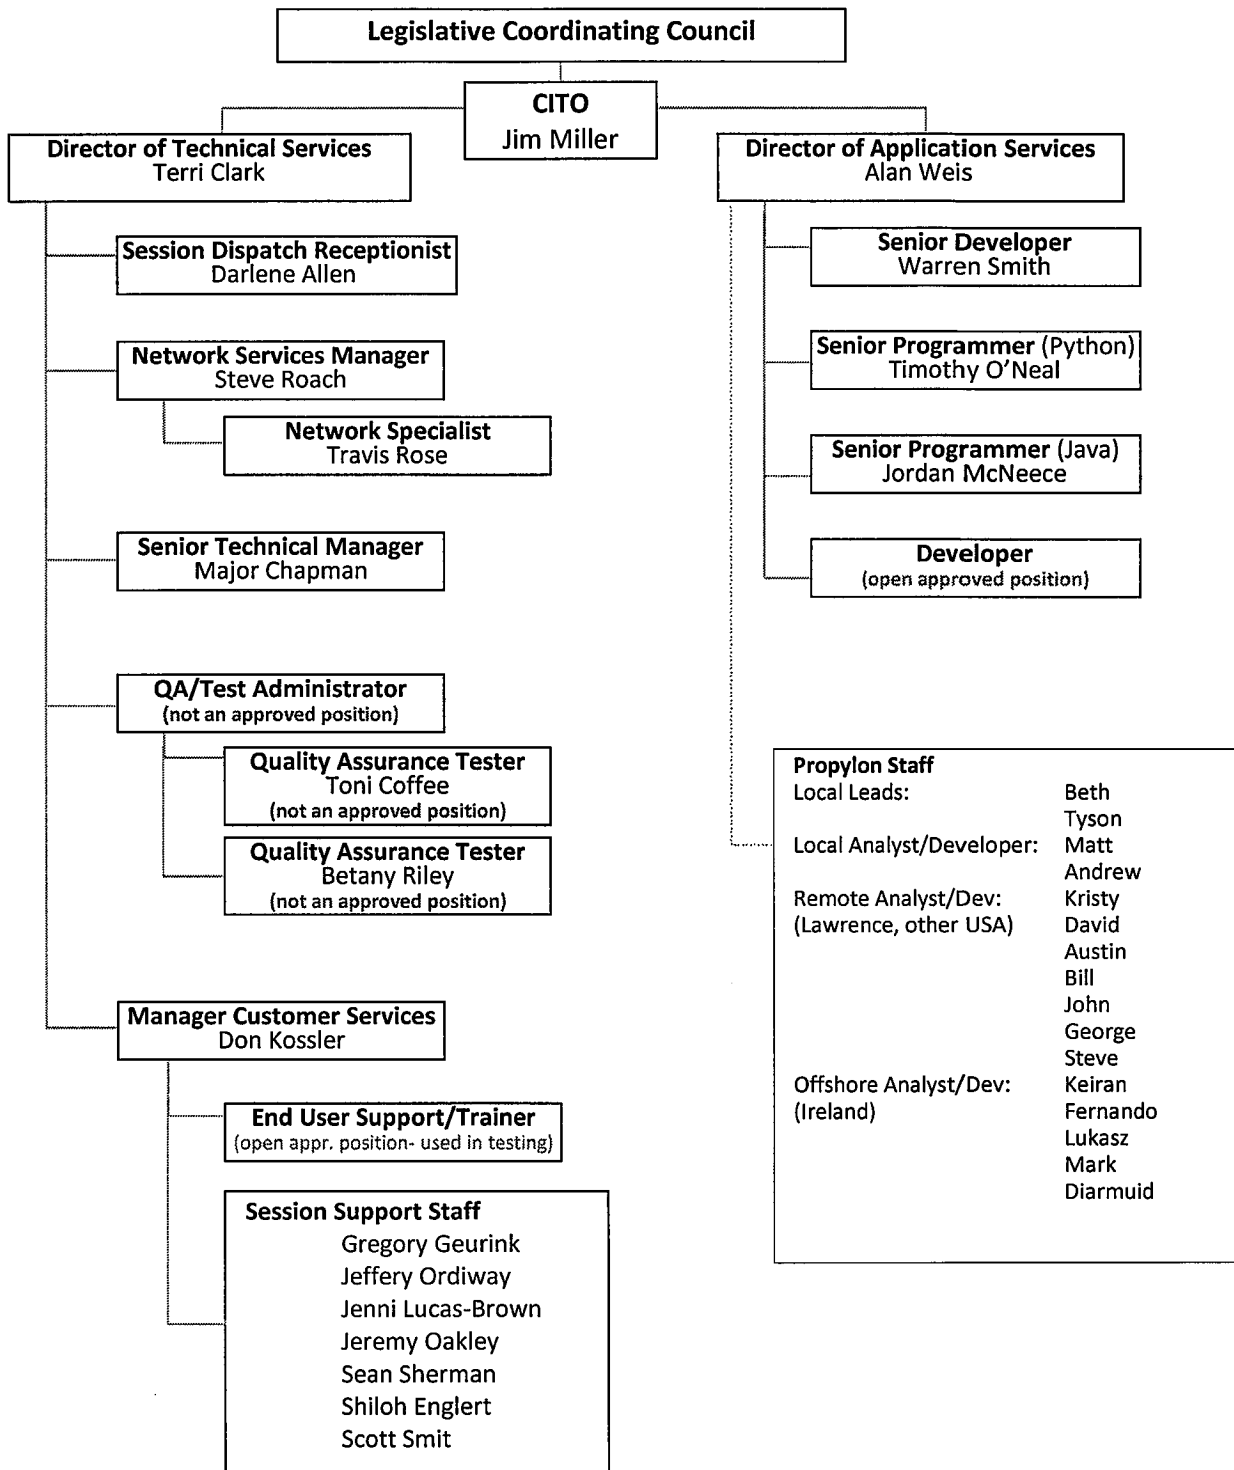 Legislative Coordinating Council
CITO
Jim Miller
Director of Technical Services
Terri Clark
Session Dispatch Receptionist
Darlene Allen
Network Services Manager
Steve Roach
Network Specialist
Travis Rose
Senior Technical Manager
Major Chapman
QA/Test Administrator
(not an approved position)
Quality Assurance Tester
Toni Coffee
(not an approved position)
Quality Assurance Tester
Betany Riley
(not an approved position)
Manager Customer Services
Don Kossler
End User Support/Trainer
(open appr. position- used in testing)
Session Support Staff
Gregory Geurink
Jeffery Ordiway
Jenni Lucas-Brown
Jeremy Oakley
Sean Sherman
Shiloh Englert
Scott Smit
Director of Application Services
Alan Weis
Senior Developer
Warren Smith
Senior Programmer (Python)
Timothy O’Neal
Senior Programmer (Java)
Jordan McNeece
Developer
(open approved position)
Propylon Staff
Local Leads: Beth
Tyson
Local Analyst/Developer: Matt
Andrew
Remote Analyst/Dev: Kristy
(Lawrence, other USA) David
Austin
Bill
John
George
Steve
Offshore Analyst/Dev: Keiran
(Ireland) Fernando
Lukasz
Mark
Diarmuid